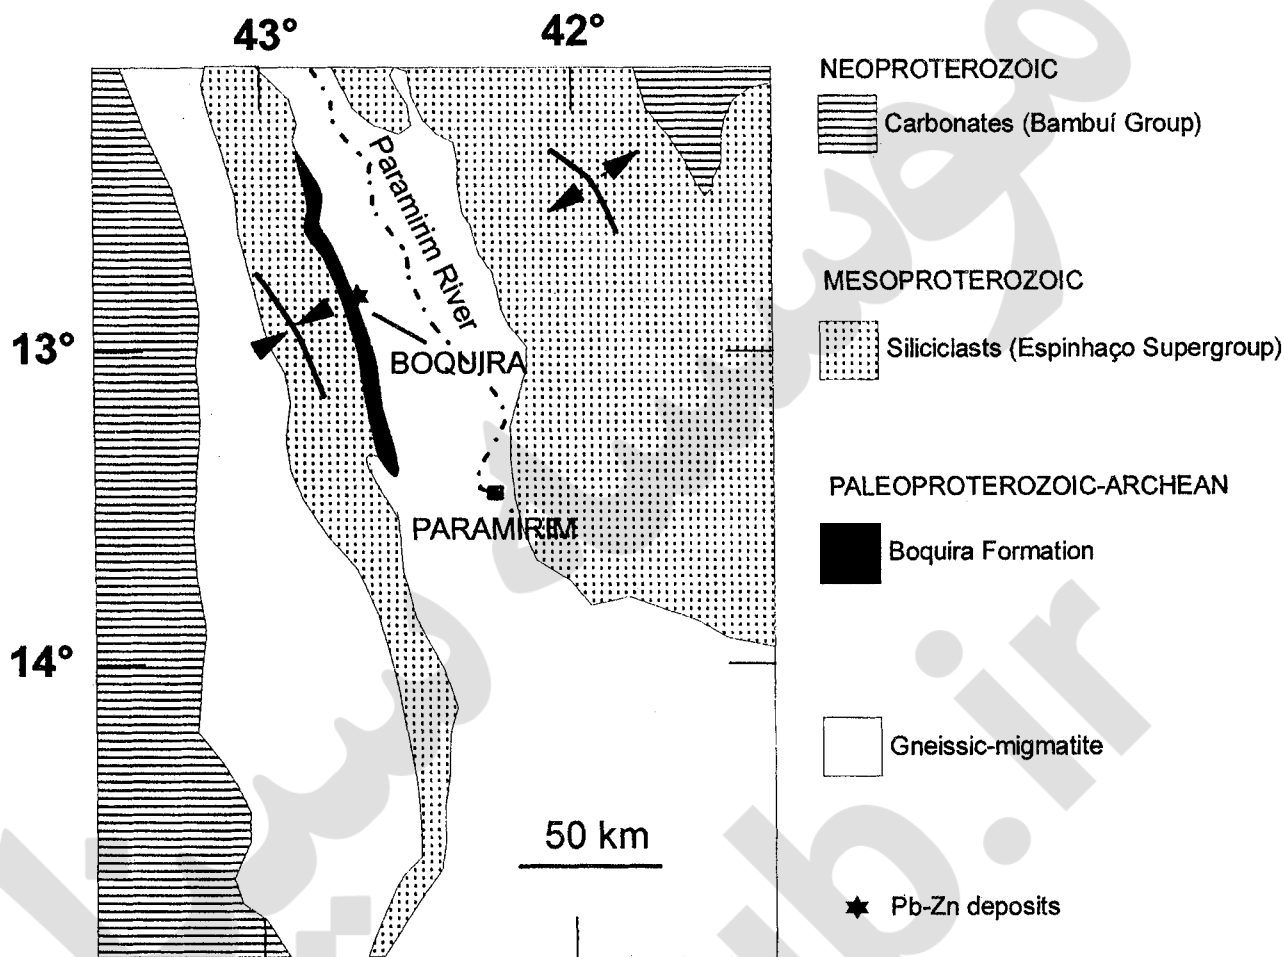 43° 42°
NEOPROTEROZOIC
Carbonates (Bambuí Group)
Paramirim River
MESOPROTEROZOIC
13°
Siliciclasts (Espinhaço Supergroup)
BOQUIRA
PALEOPROTEROZOIC-ARCHEAN
PARAMIRIM
Boquira Formation
14°
Gneissic-migmatite
50 km
Pb-Zn deposits